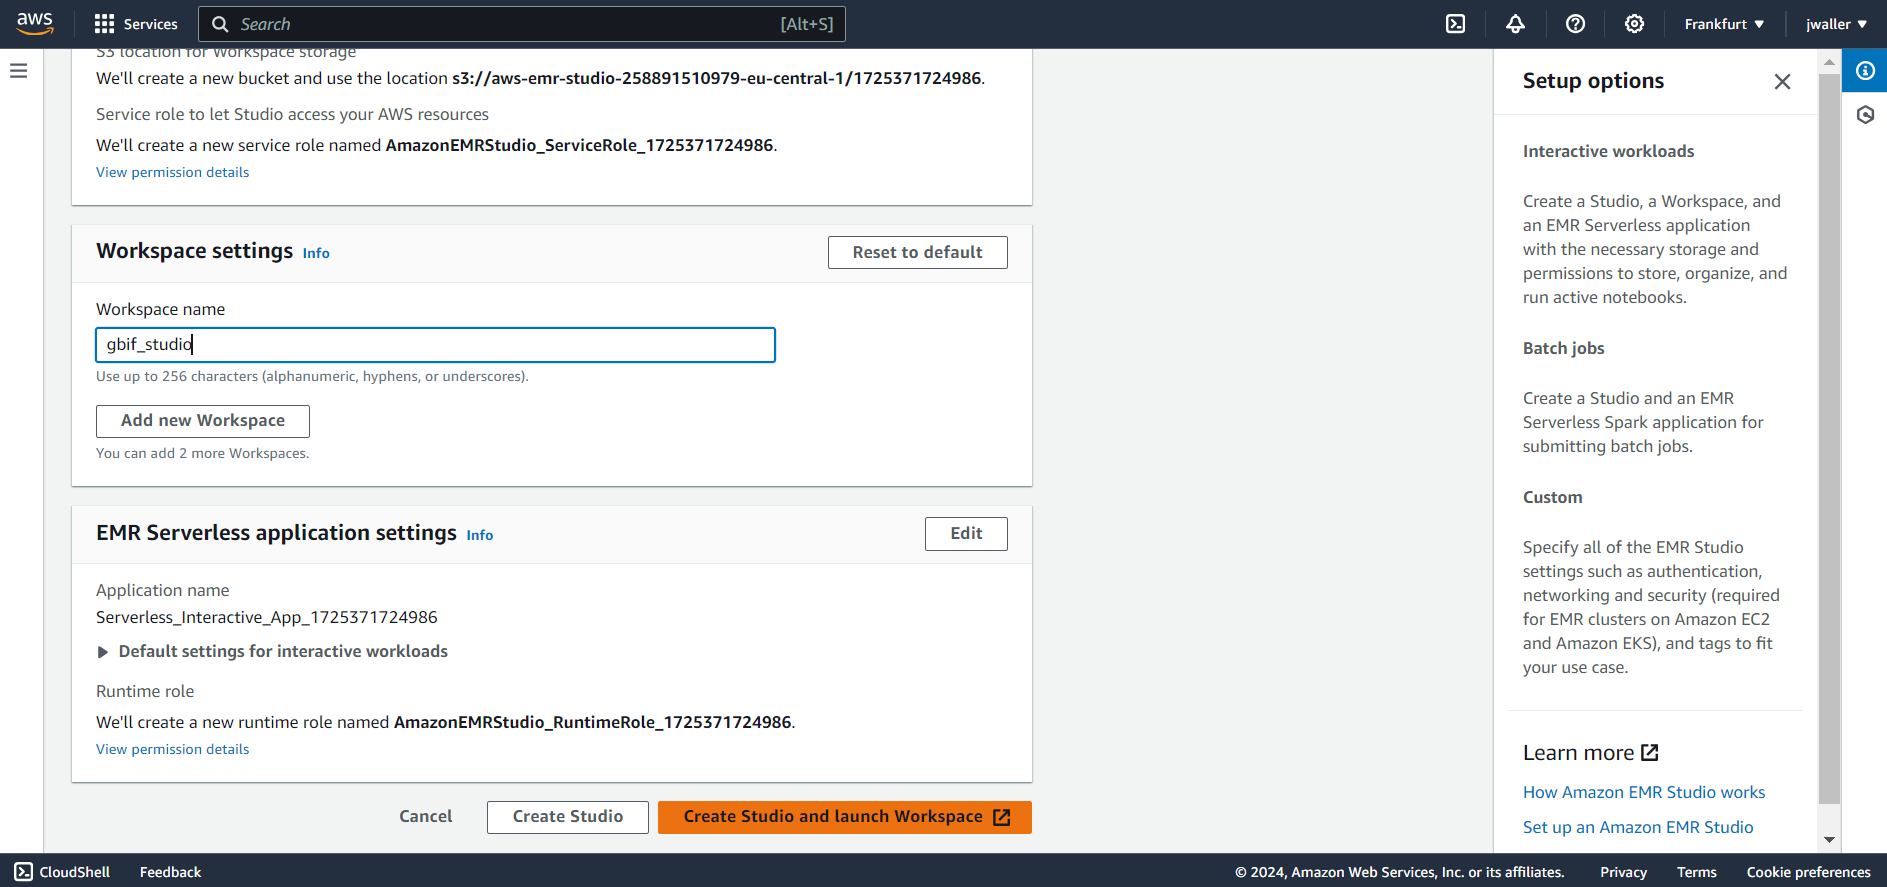 aws
Services
Search
[Alt+S]
Frankfurt
jwaller
S3 location for Workspace storage
We'll create a new bucket and use the location s3://aws-emr-studio-258891510979-eu-central-1/1725371724986.
Service role to let Studio access your AWS resources
We'll create a new service role named AmazonEMRStudio_ServiceRole_1725371724986.
View permission details
Workspace settings Info
Reset to default
Workspace name
gbif_studio
Use up to 256 characters (alphanumeric, hyphens, or underscores).
Add new Workspace
You can add 2 more Workspaces.
EMR Serverless application settings Info
Edit
Application name
Serverless_Interactive_App_1725371724986
Default settings for interactive workloads
Runtime role
We'll create a new runtime role named AmazonEMRStudio_RuntimeRole_1725371724986.
View permission details
Cancel
Create Studio
Create Studio and launch Workspace
Setup options
Interactive workloads
Create a Studio, a Workspace, and
an EMR Serverless application
with the necessary storage and
permissions to store, organize, and
run active notebooks.
Batch jobs
Create a Studio and an EMR
Serverless Spark application for
submitting batch jobs.
Custom
Specify all of the EMR Studio
settings such as authentication,
networking and security (required
for EMR clusters on Amazon EC2
and Amazon EKS), and tags to fit
your use case.
Learn more
How Amazon EMR Studio works
Set up an Amazon EMR Studio
CloudShell
Feedback
© 2024, Amazon Web Services, Inc. or its affiliates.
Privacy
Terms
Cookie preferences